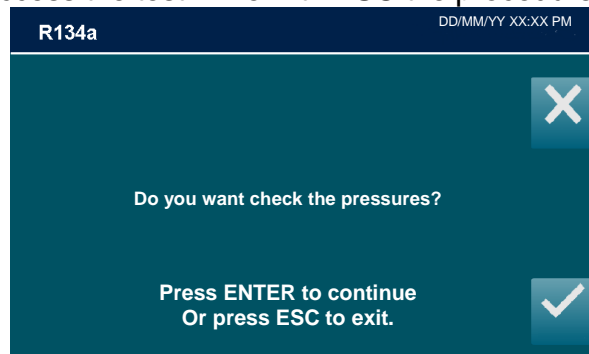 R134a
DD/MM/YY XX:XX PM
Do you want check the pressures?
Press ENTER to continue
Or press ESC to exit.